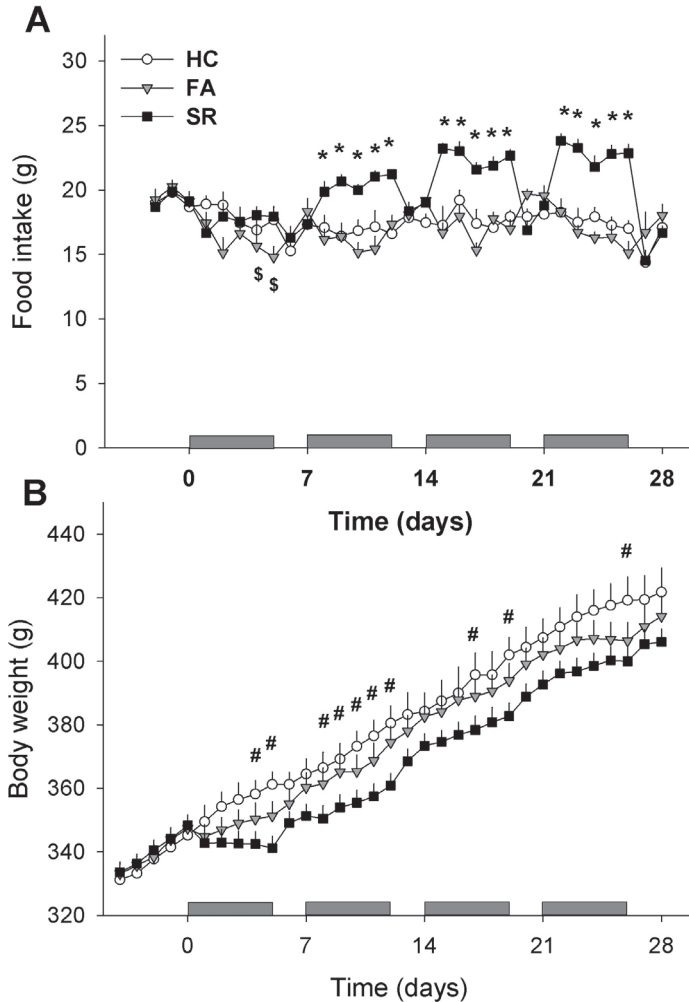 A
HC
FA
SR
30
25
20
15
10
5
0
Food intake (g)
* * * * *
* * * * *
* * * * *
$ $
0 7 14 21 28
Time (days)
B
440
420
400
380
360
340
320
Body weight (g)
# # # # # # # # # #
0 7 14 21 28
Time (days)